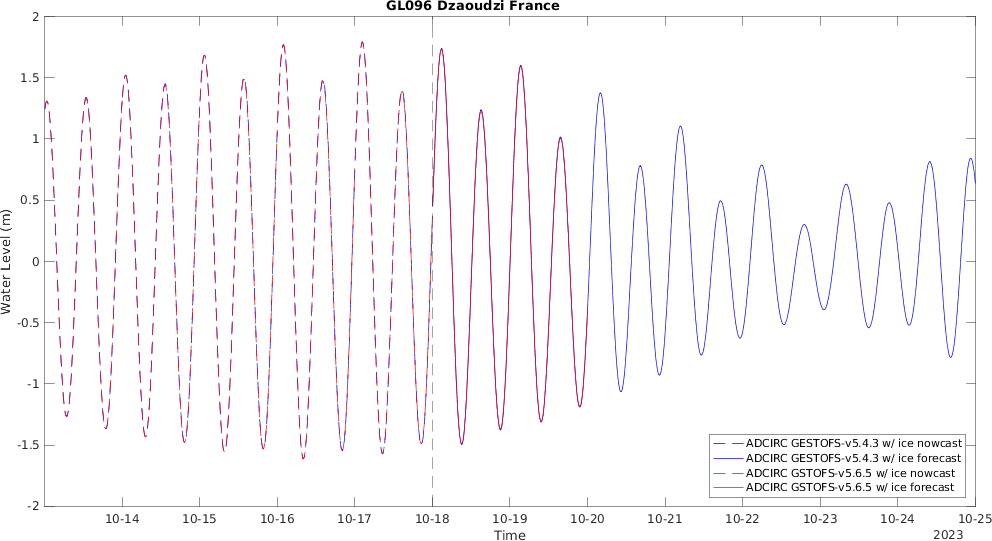 GL096 Dzaoudzi France
2
1.5
1
0.5
0
-0.5
-1
-1.5
-2
Water Level (m)
ADCIRC GESTOFS-v5.4.3 w/ ice nowcast
ADCIRC GESTOFS-v5.4.3 w/ ice forecast
ADCIRC GSTOFS-v5.6.5 w/ ice nowcast
ADCIRC GSTOFS-v5.6.5 w/ ice forecast
10-14 10-15 10-16 10-17 10-18 10-19 10-20 10-21 10-22 10-23 10-24 10-25
Time
2023